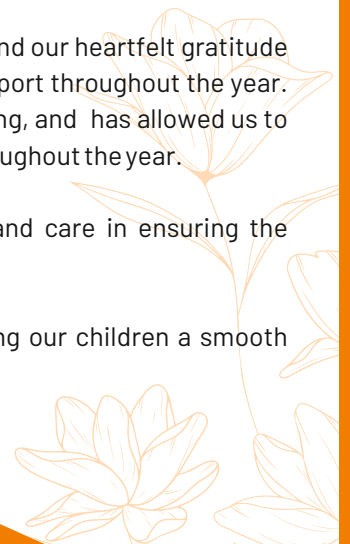 our heartfelt gratitude
port throughout the year.
ng, and has allowed us to
ughout the year.
and care in ensuring the
ng our children a smooth